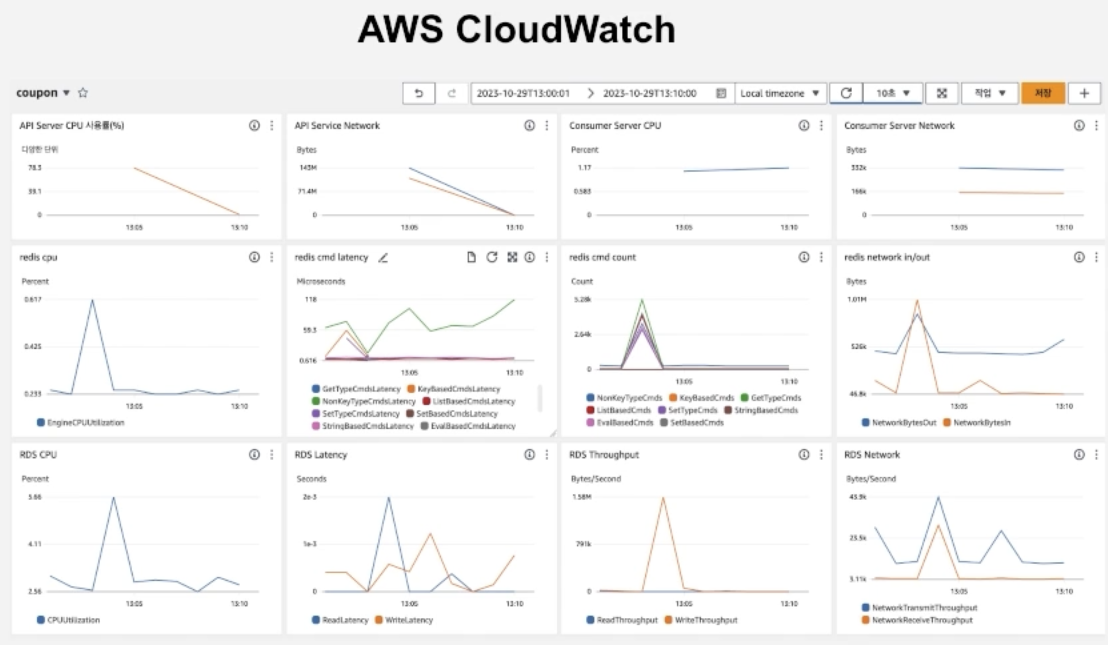 AWS CloudWatch
coupon
2023-10-29T13:00:01 > 2023-10-29T13:10:00
Local timezone
10초
작업
저장
API Server CPU 사용률(%)
다양한 단위
78.3
39.1
0
13:05 13:10
API Service Network
Bytes
143M
71.4M
0
13:05 13:10
Consumer Server CPU
Percent
1.17
0.583
0
13:05 13:10
Consumer Server Network
Bytes
332k
166k
0
13:05 13:10
redis cpu
Percent
0.617
0.425
0.233
13:05 13:10
EngineCPUUtilization
redis cmd latency
Microseconds
118
59.3
0.616
13:05 13:10
GetTypeCmdsLatency KeyBasedCmdsLatency
NonKeyTypeCmdsLatency ListBasedCmdsLatency
SetTypeCmdsLatency SetBasedCmdsLatency
StringBasedCmdsLatency EvalBasedCmdsLatency
redis cmd count
Count
5.28k
2.64k
0
13:05 13:10
NonKeyTypeCmds KeyBasedCmds GetTypeCmds
ListBasedCmds SetTypeCmds StringBasedCmds
EvalBasedCmds SetBasedCmds
redis network in/out
Bytes
1.01M
526k
46.8k
13:05 13:10
NetworkBytesOut NetworkBytesIn
RDS CPU
Percent
5.66
4.11
2.56
13:05 13:10
CPUUtilization
RDS Latency
Seconds
2e-3
1e-3
0
13:05 13:10
ReadLatency WriteLatency
RDS Throughput
Bytes/Second
1.58M
791k
0
13:05 13:10
ReadThroughput WriteThroughput
RDS Network
Bytes/Second
23.5k
13:05 13:10
NetworkTransmitThroughput
NetworkReceiveThroughput